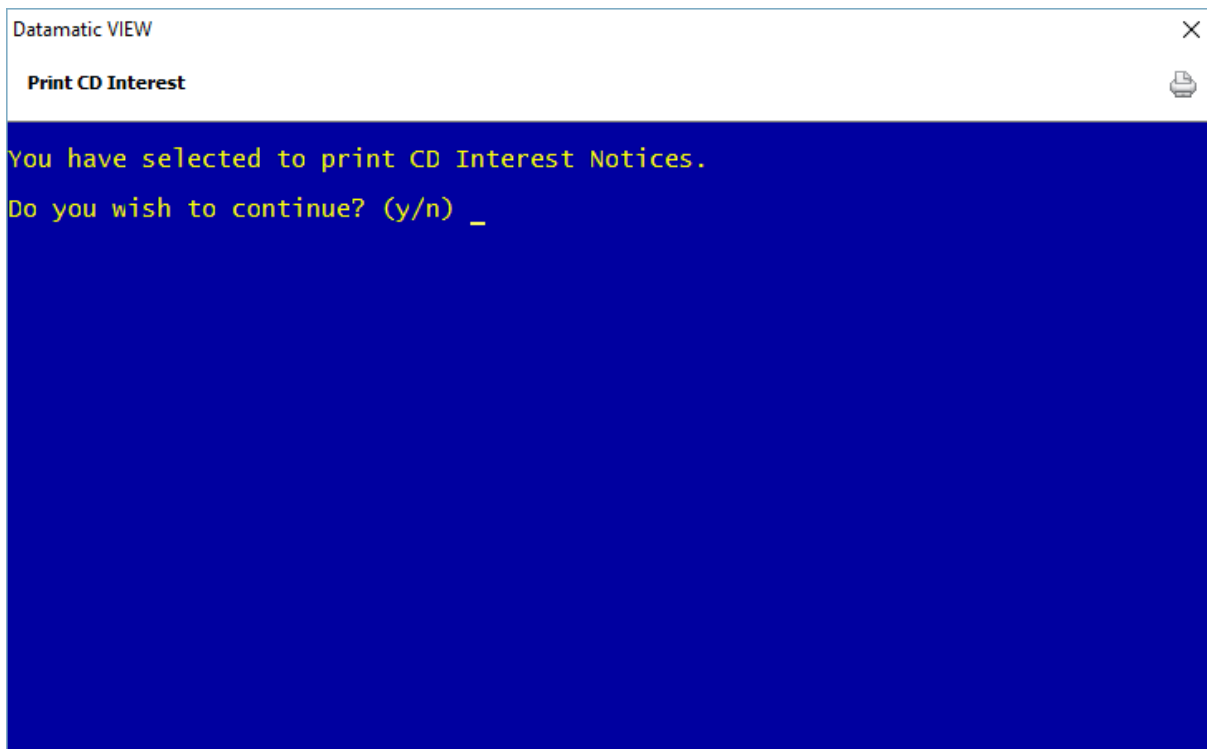 Datamatic VIEW
Print CD Interest
You have selected to print CD Interest Notices.
Do you wish to continue? (y/n) _